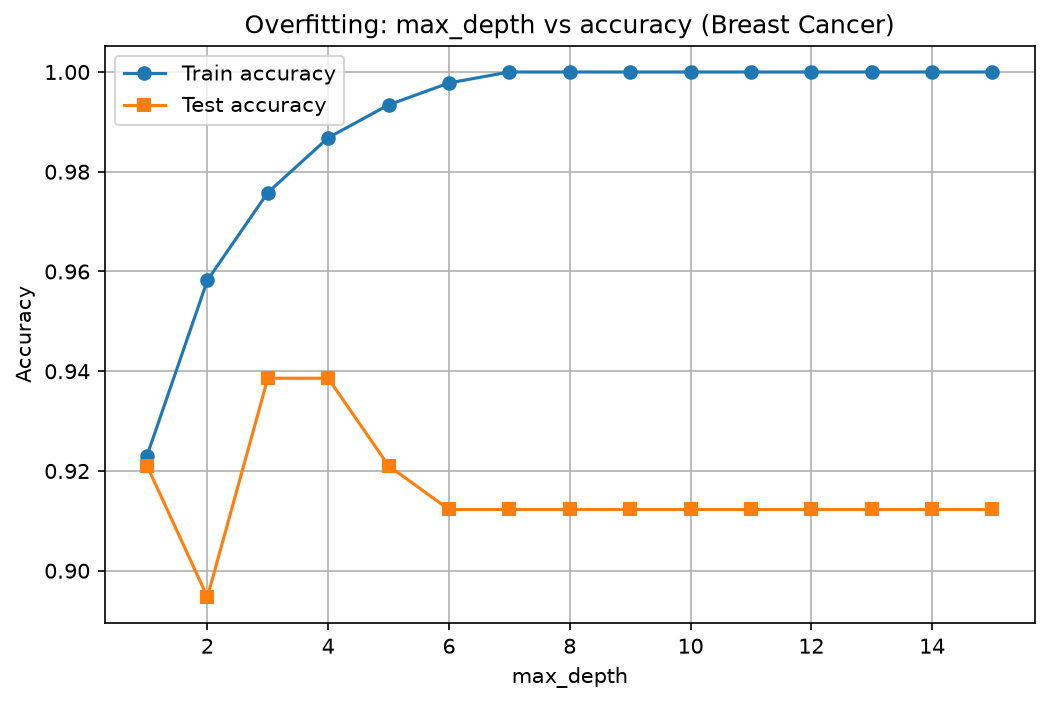 Overfitting: max_depth vs accuracy (Breast Cancer)
Train accuracy
Test accuracy
Accuracy
1.00
0.98
0.96
0.94
0.92
0.90
2 4 6 8 10 12 14
max_depth